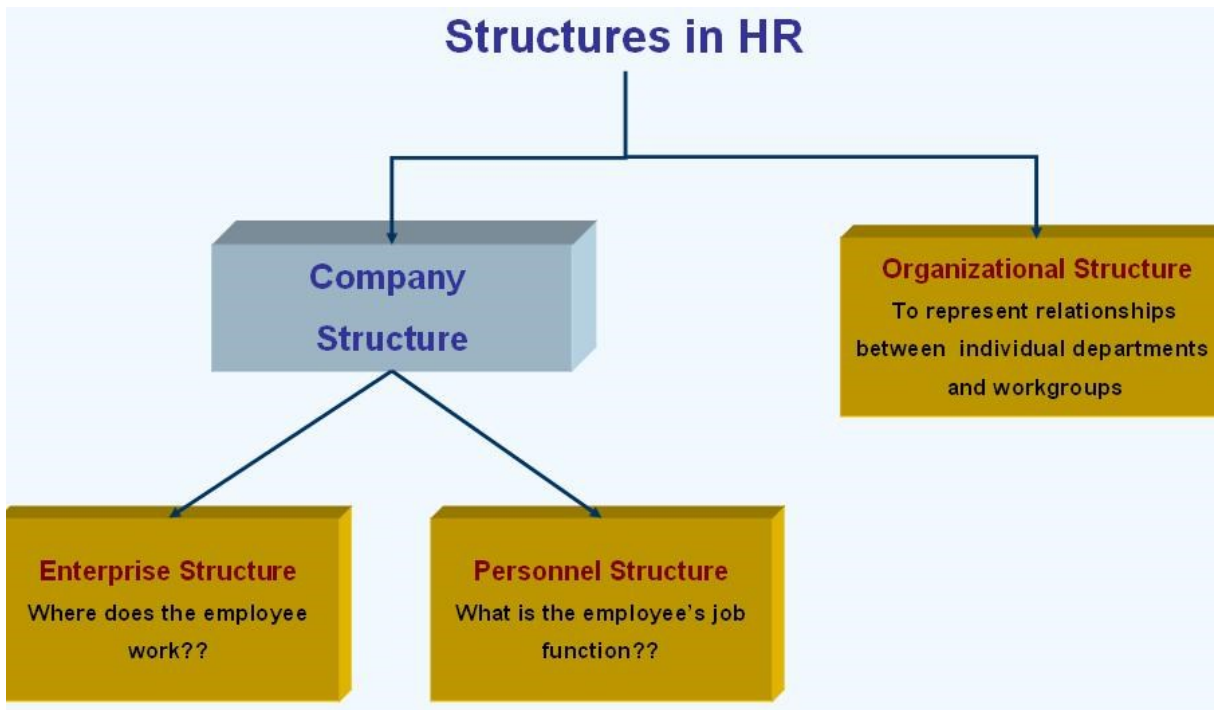 Structures in HR
Company
Structure
Organizational Structure
To represent relationships
between individual departments
and workgroups
Enterprise Structure
Where does the employee
work??
Personnel Structure
What is the employee’s job
function??